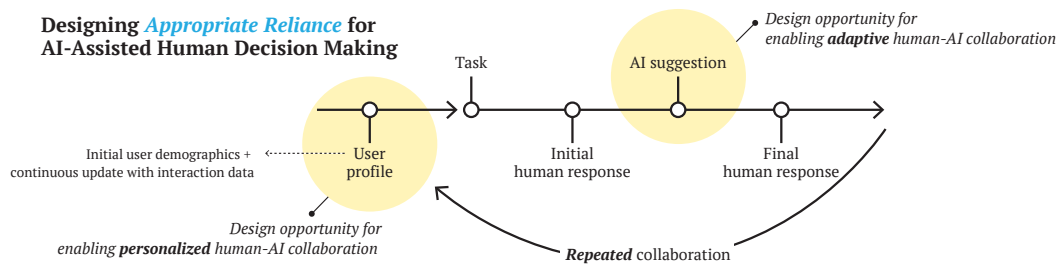 Designing Appropriate Reliance for
AI-Assisted Human Decision Making
Design opportunity for
enabling adaptive human-AI collaboration
Task
AI suggestion
Initial user demographics +
continuous update with interaction data
User
profile
Initial
human response
Final
human response
Design opportunity for
enabling personalized human-AI collaboration
Repeated collaboration